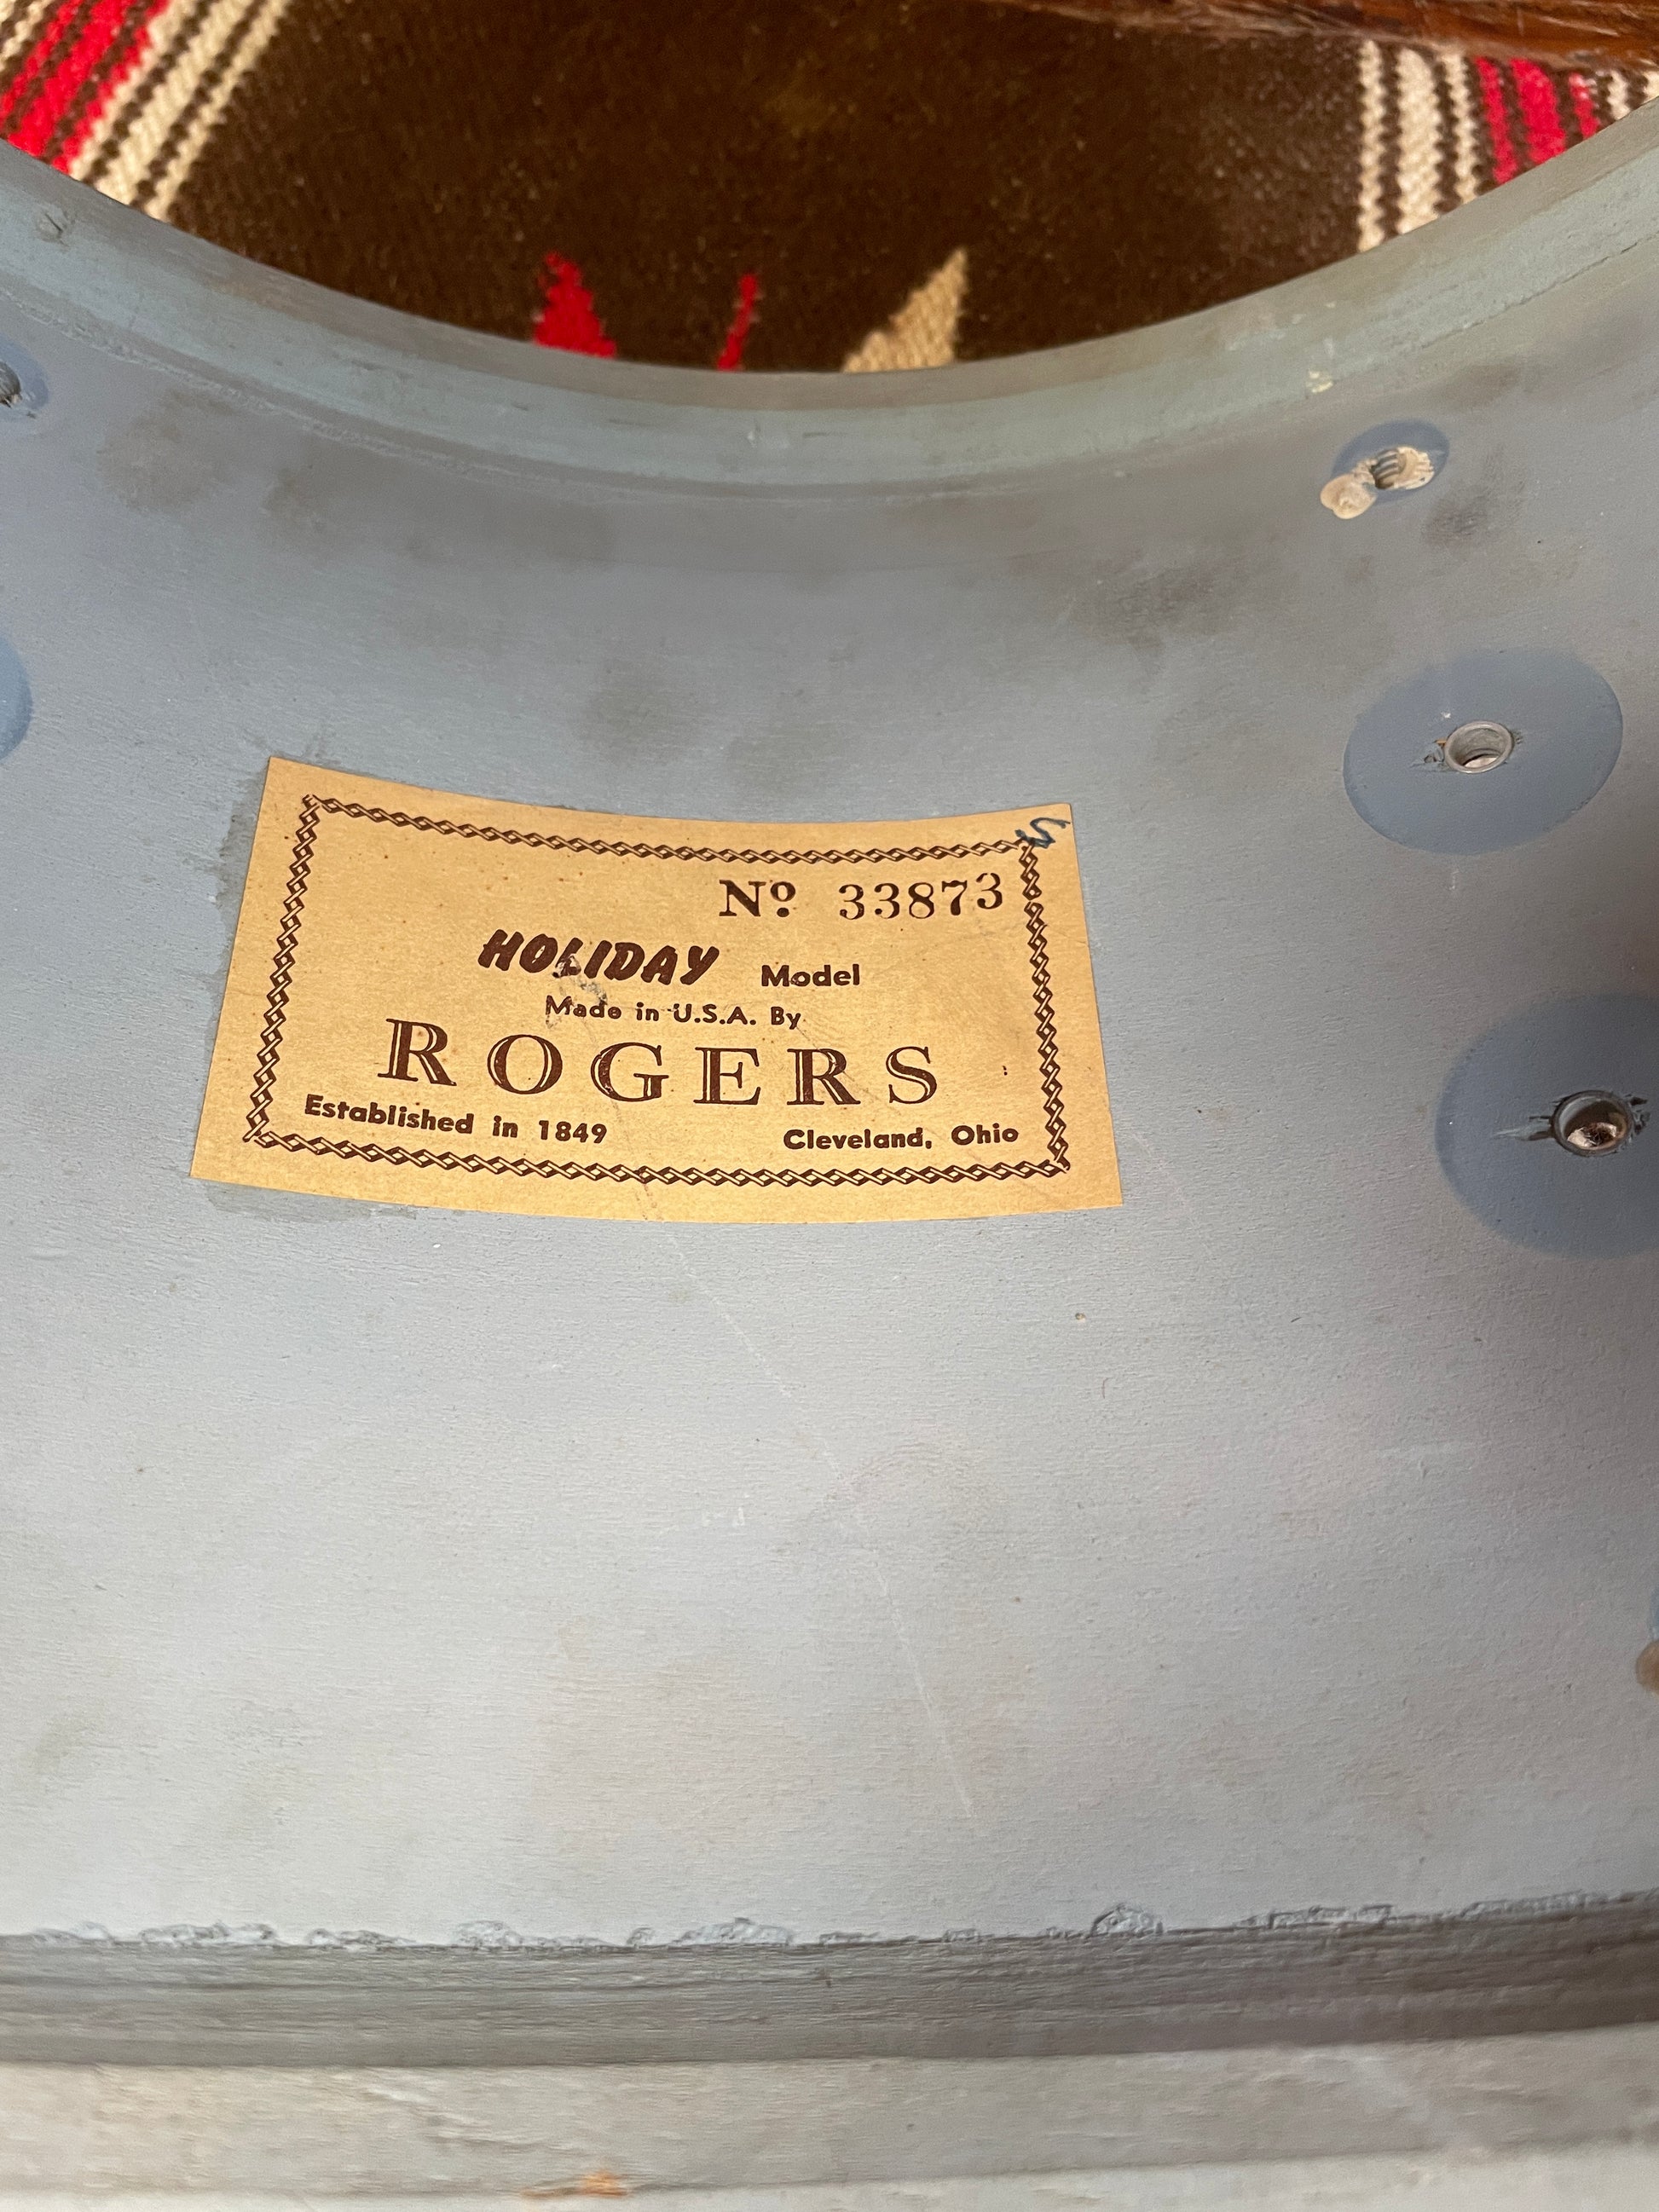 Nº 33873
HOLIDAY Model
Made in U.S.A. By
ROGERS
Established in 1849 Cleveland, Ohio